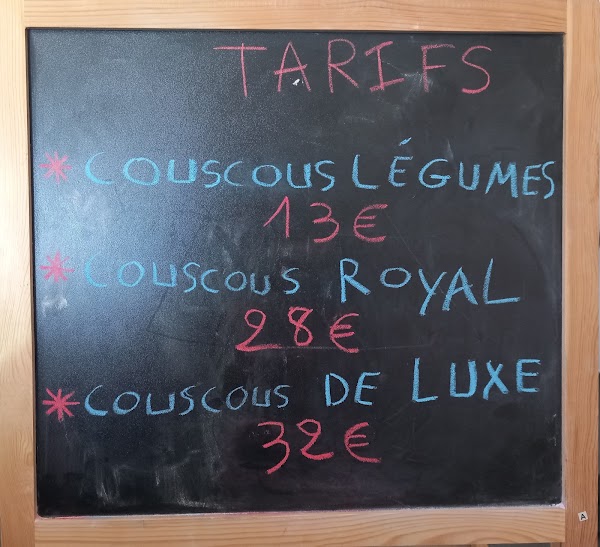 TARIFS
* COUSCOUS LÉGUMES
13€
* COUSCOUS ROYAL
28€
* COUSCOUS DE LUXE
32€
A